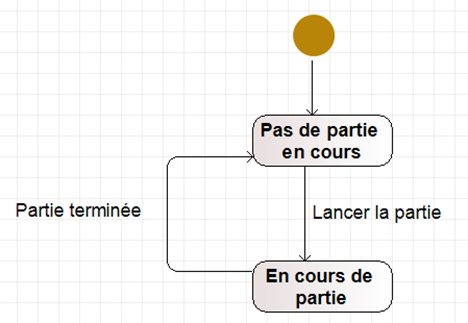 Pas de partie
en cours
Partie terminée
Lancer la partie
En cours de
partie